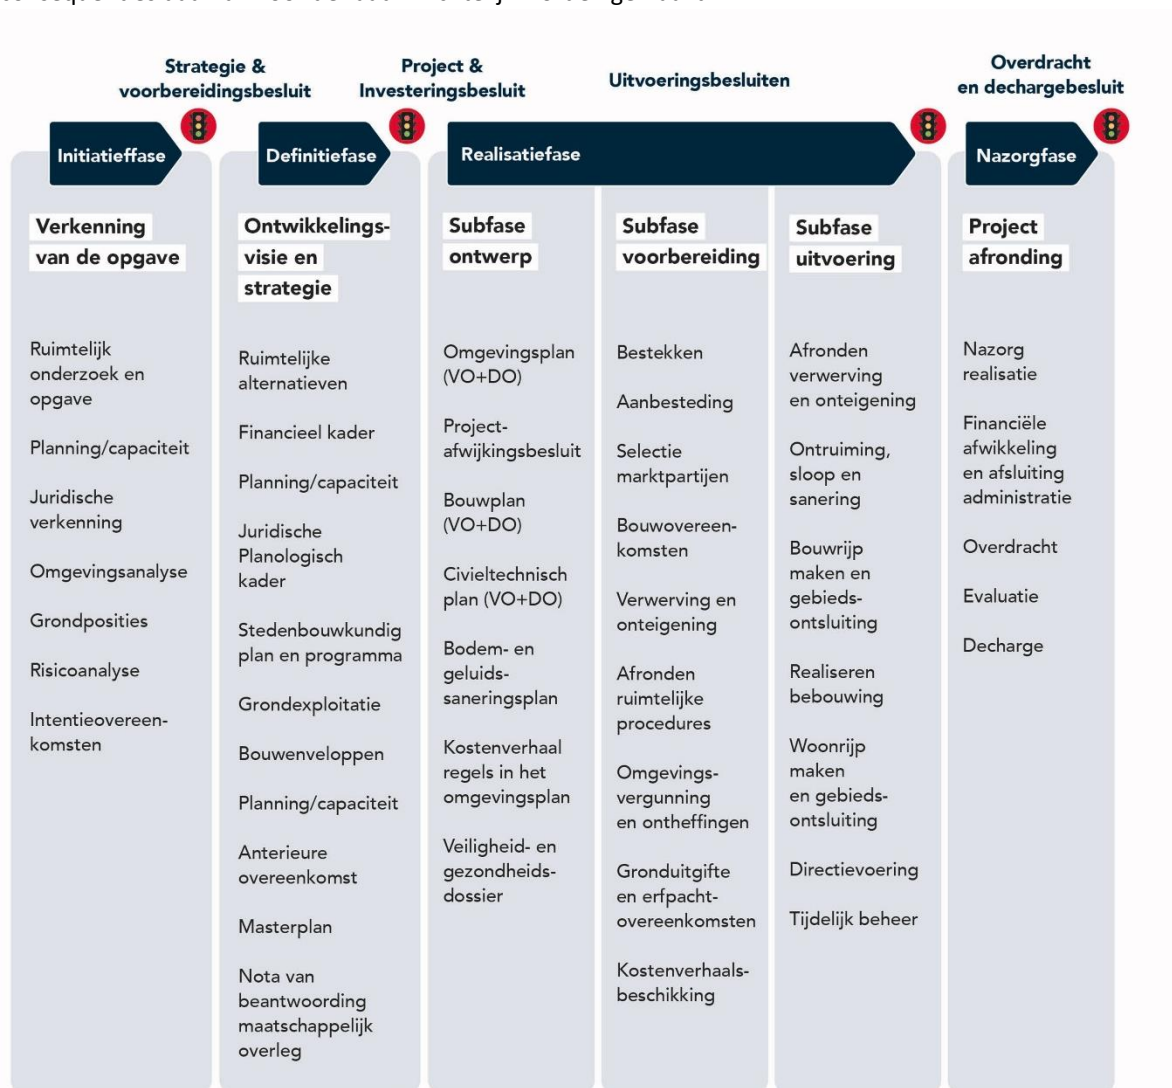 Strategie &
voorbereidingsbesluit
Project &
Investeringsbesluit
Uitvoeringsbesluiten
Overdracht
en dechargebesluit
Initiatieffase
Definitiefase
Realisatiefase
Nazorgfase
Verkenning
van de opgave
Ruimtelijk
onderzoek en
opgave
Planning/capaciteit
Juridische
verkenning
Omgevingsanalyse
Grondposities
Risicoanalyse
Intentieovereen-
komsten
Ontwikkelings-
visie en
strategie
Ruimtelijke
alternatieven
Financieel kader
Planning/capaciteit
Juridische
Planologisch
kader
Stedenbouwkundig
plan en programma
Grondexploitatie
Bouwenveloppen
Planning/capaciteit
Anterieure
overeenkomst
Masterplan
Nota van
beantwoording
maatschappelijk
overleg
Subfase
ontwerp
Omgevingsplan
(VO+DO)
Project-
afwijkingsbesluit
Bouwplan
(VO+DO)
Civieltechnisch
plan (VO+DO)
Bodem- en
geluids-
saneringsplan
Kostenverhaal
regels in het
omgevingsplan
Veiligheid- en
gezondheids-
dossier
Subfase
voorbereiding
Bestekken
Aanbesteding
Selectie
marktpartijen
Bouwovereen-
komsten
Verwerving en
onteigening
Afronden
ruimtelijke
procedures
Omgevings-
vergunning
en ontheffingen
Gronduitgifte
en erfpacht-
overeenkomsten
Kostenverhaals-
beschikking
Subfase
uitvoering
Afronden
verwerving
en onteigening
Ontruiming,
sloop en
sanering
Bouwrijp
maken en
gebieds-
ontsluiting
Realiseren
bebouwing
Woonrijp
maken
en gebieds-
ontsluiting
Directievoering
Tijdelijk beheer
Project
afronding
Nazorg
realisatie
Financiële
afwikkeling
en afsluiting
administratie
Overdracht
Evaluatie
Decharge